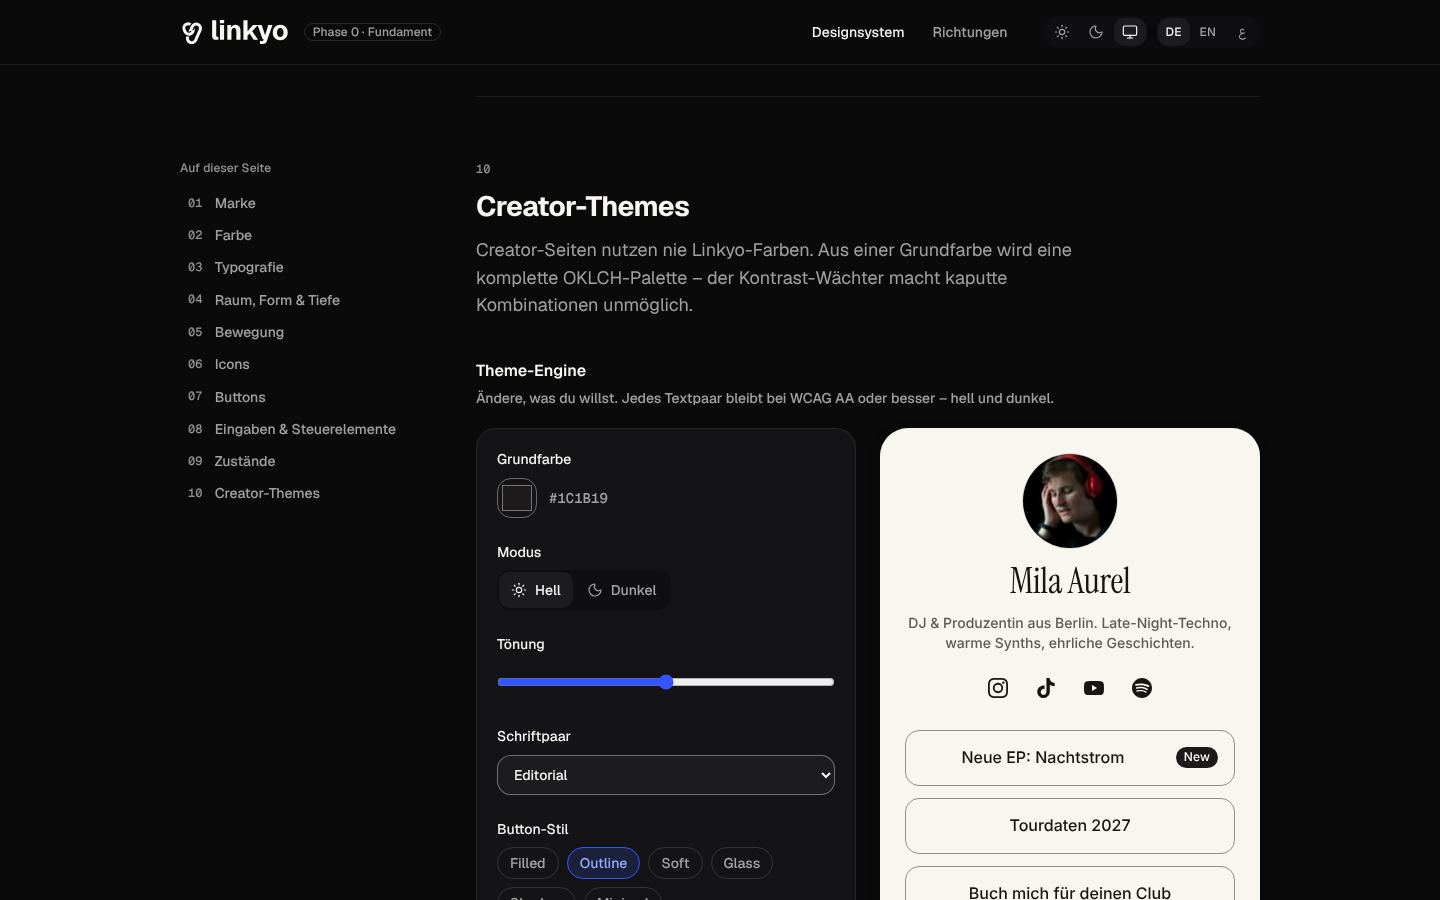 linkyo
Phase 0 · Fundament
Designsystem
Richtungen
DE
EN
ع
Auf dieser Seite
01 Marke
02 Farbe
03 Typografie
04 Raum, Form & Tiefe
05 Bewegung
06 Icons
07 Buttons
08 Eingaben & Steuerelemente
09 Zustände
10 Creator-Themes
10
Creator-Themes
Creator-Seiten nutzen nie Linkyo-Farben. Aus einer Grundfarbe wird eine
komplette OKLCH-Palette – der Kontrast-Wächter macht kaputte
Kombinationen unmöglich.
Theme-Engine
Ändere, was du willst. Jedes Textpaar bleibt bei WCAG AA oder besser – hell und dunkel.
Grundfarbe
#1C1B19
Modus
Hell
Dunkel
Tönung
Schriftpaar
Editorial
Button-Stil
Filled
Outline
Soft
Glass
Mila Aurel
DJ & Produzentin aus Berlin. Late-Night-Techno,
warme Synths, ehrliche Geschichten.
Neue EP: Nachtstrom
New
Tourdaten 2027
Buch mich für deinen Club